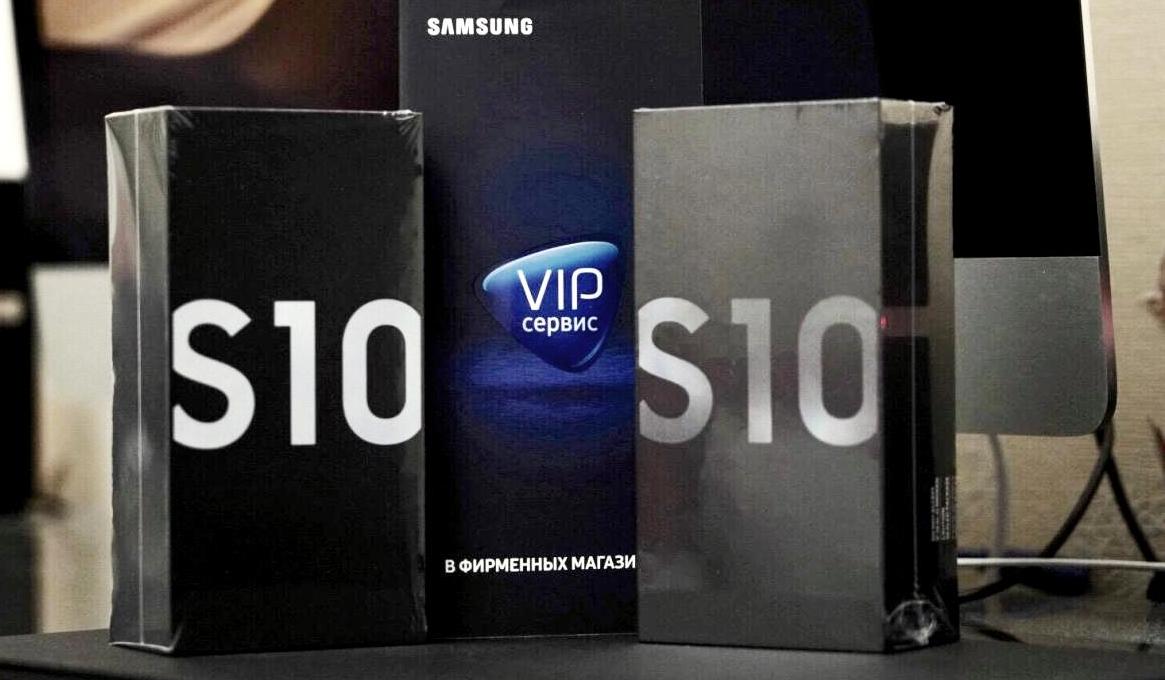 SAMSUNG
S10
VIP
сервис
S10
В ФИРМЕННЫХ МАГАЗИ